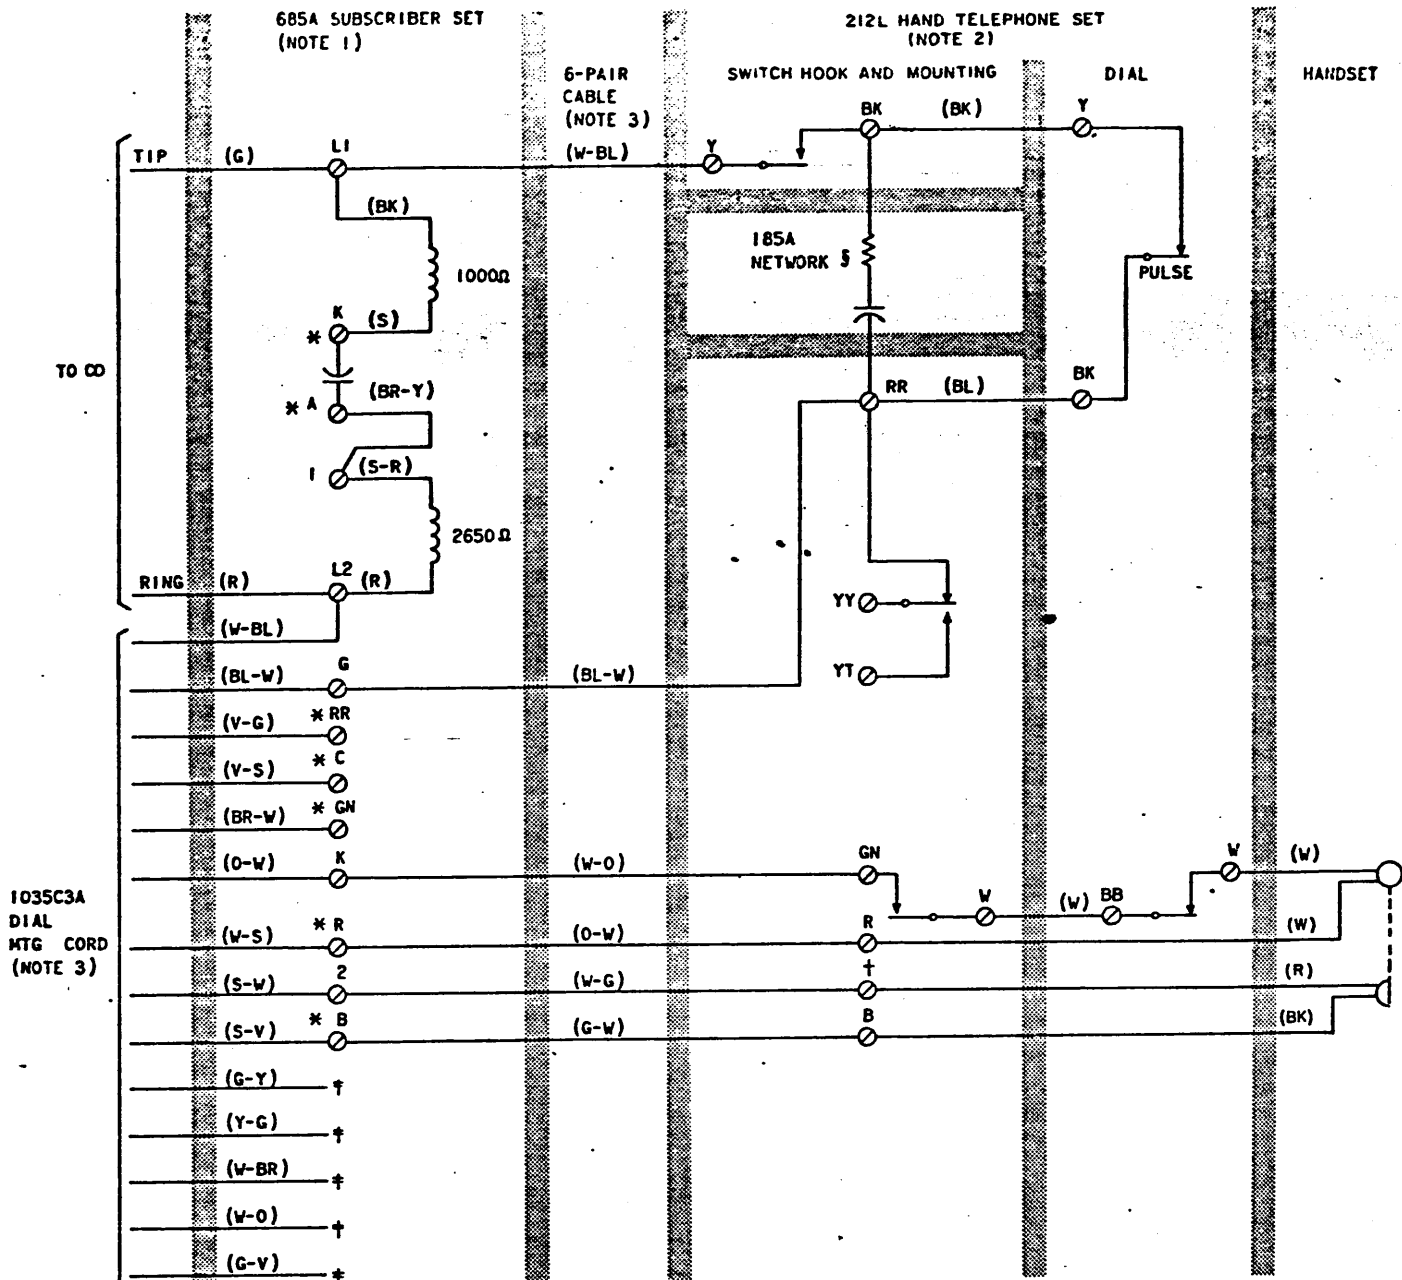 685A SUBSCRIBER SET
(NOTE 1)
212L HAND TELEPHONE SET
(NOTE 2)
6-PAIR
CABLE
(NOTE 3)
SWITCH HOOK AND MOUNTING
DIAL
HANDSET
BK
(BK)
Y
TIP
(G)
L1
(W-BL)
Y
(BK)
185A
NETWORK §
1000Ω
PULSE
K
(S)
*
TO CO
(BR-Y)
* A
RR
(BL)
BK
1
(S-R)
2650Ω
RING
(R)
L2
(R)
YY
(W-BL)
(BL-W)
G
(BL-W)
YT
(V-G)
* RR
(V-S)
* C
(BR-W)
* GN
(O-W)
K
(W-O)
GN
W
(W)
W
(W)
BB
1035C3A
DIAL
MTG CORD
(NOTE 3)
(W-S)
* R
(O-W)
R
(W)
(S-W)
2
(W-G)
†
(R)
(S-V)
* B
(G-W)
B
(BK)
(G-Y)
‡
(Y-G)
‡
(W-BR)
‡
(W-O)
†
(G-V)
‡